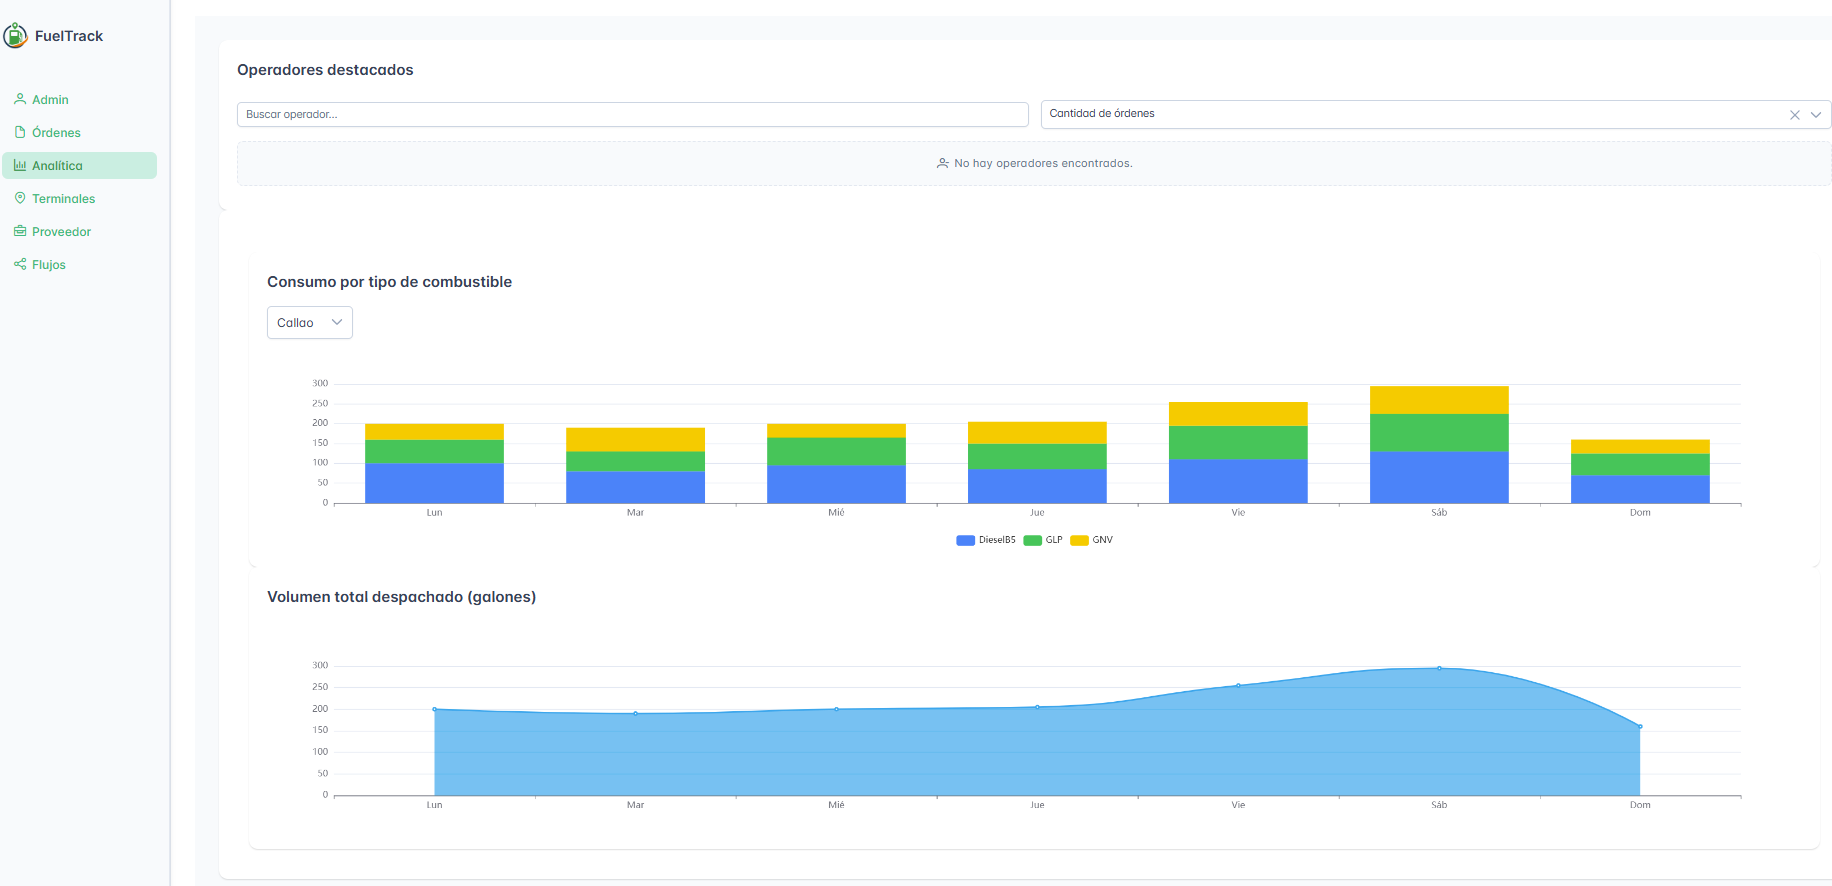 FuelTrack
Admin
Órdenes
Analítica
Terminales
Proveedor
Flujos
Operadores destacados
Buscar operador...
Cantidad de órdenes
No hay operadores encontrados.
Consumo por tipo de combustible
Callao
300
250
200
150
100
50
0
Lun Mar Mié Jue Vie Sáb Dom
DieselB5 GLP GNV
Volumen total despachado (galones)
300
250
200
150
100
50
0
Lun Mar Mié Jue Vie Sáb Dom